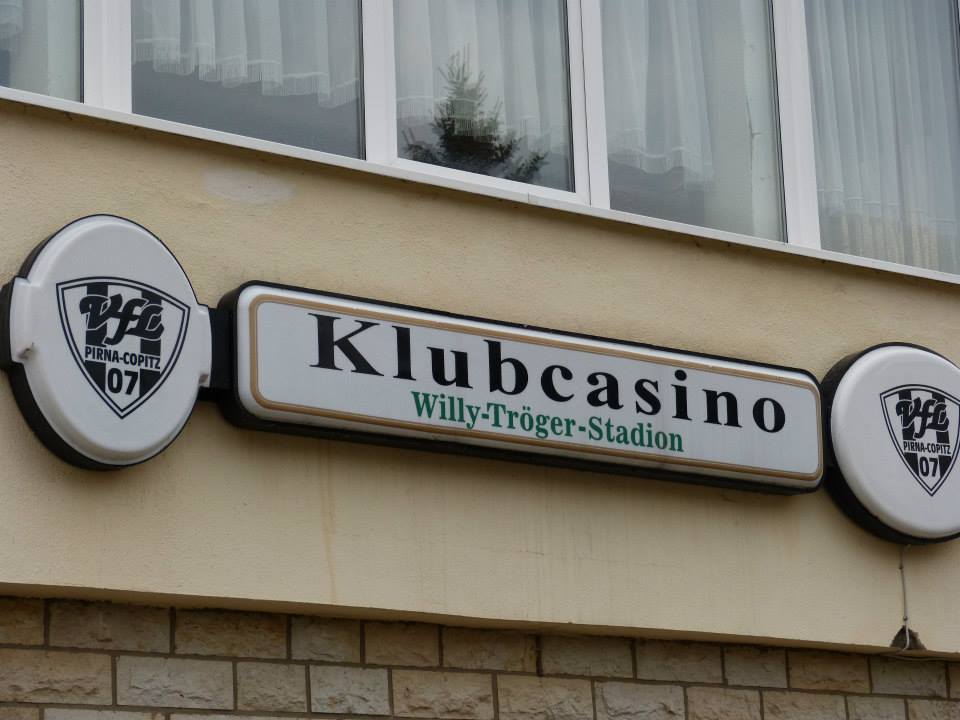 VfL
PIRNA-COPITZ
07
Klubcasino
Willy-Tröger-Stadion
VfL
PIRNA-COPITZ
07